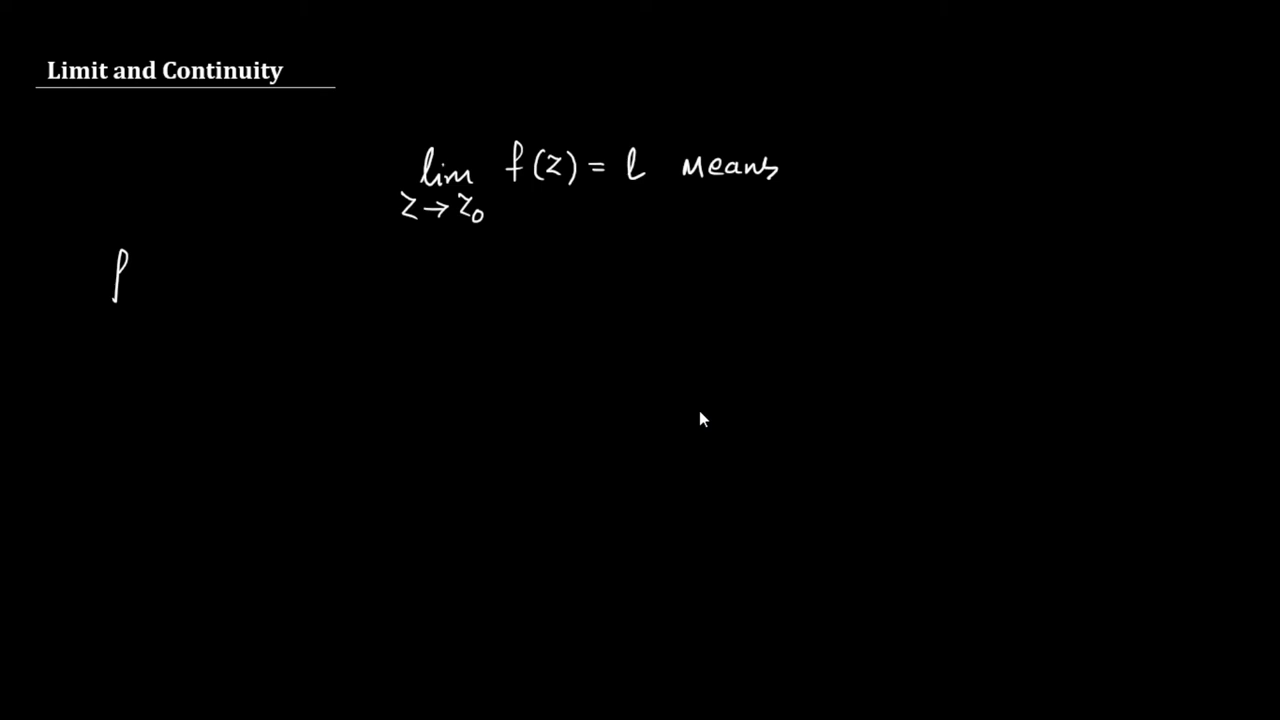 Limit and Continuity
lim f(z) = l means
z→z₀